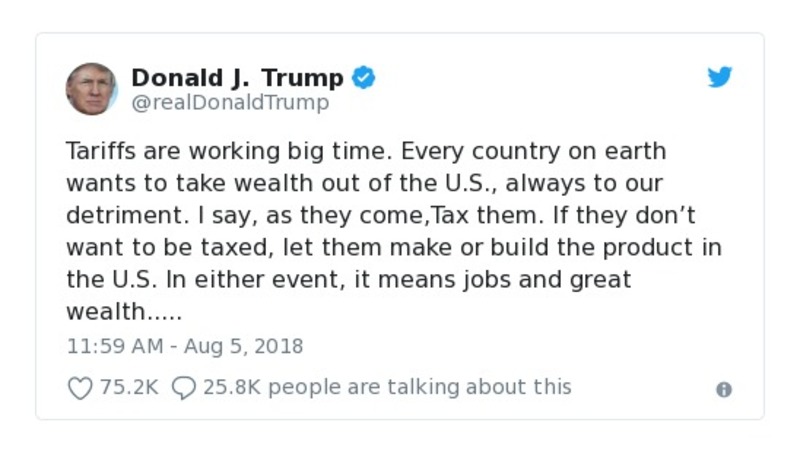 Donald J. Trump
@realDonaldTrump
Tariffs are working big time. Every country on earth
wants to take wealth out of the U.S., always to our
detriment. I say, as they come,Tax them. If they don’t
want to be taxed, let them make or build the product in
the U.S. In either event, it means jobs and great
wealth.....
11:59 AM - Aug 5, 2018
75.2K 25.8K people are talking about this